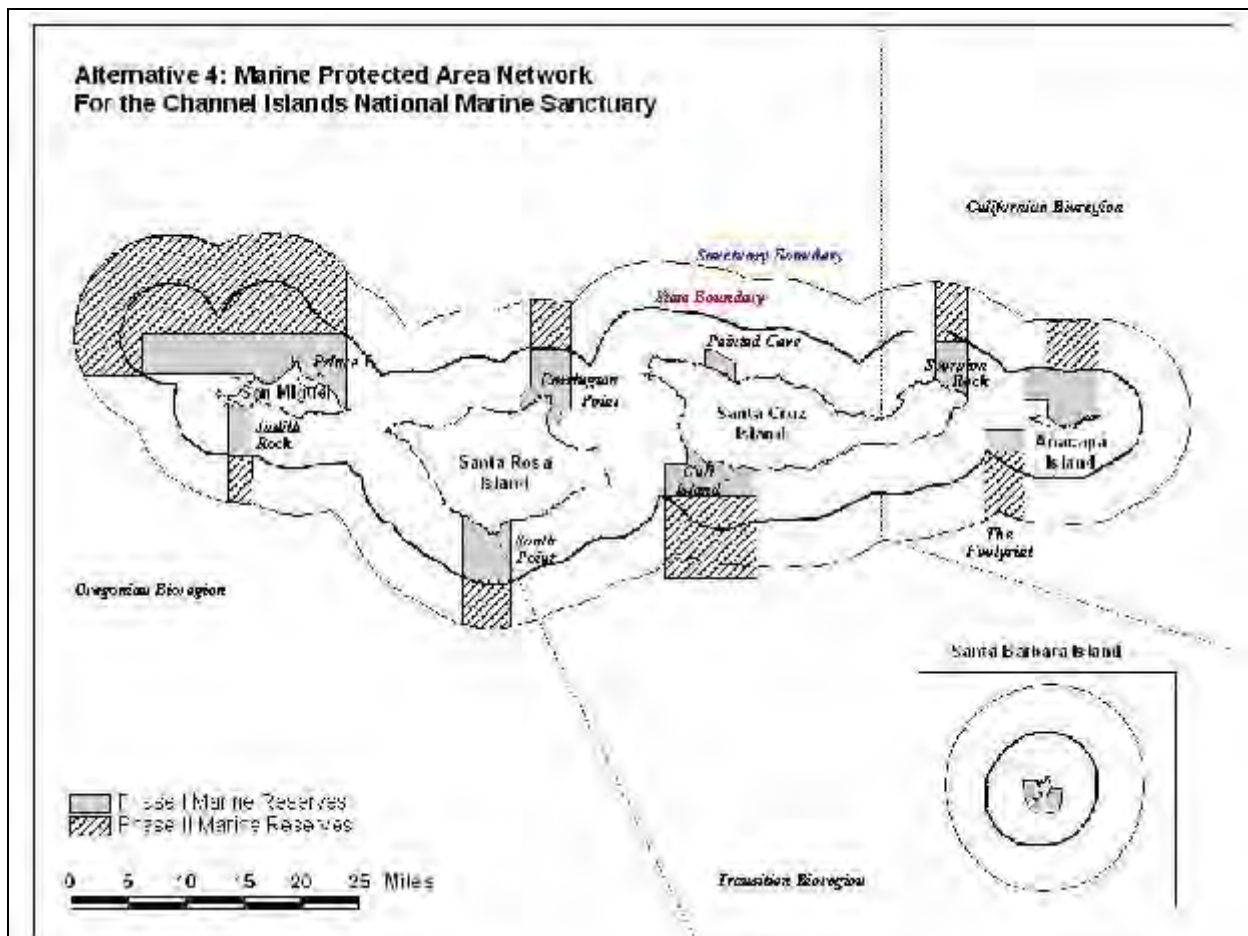 Alternative 4: Marine Protected Area Network
For the Channel Islands National Marine Sanctuary
Californian Bioregion
Sanctuary Boundary
State Boundary
Painted Cave
Prince
San Miguel
Point
Scorpion
Rock
Judith
Rock
Santa Cruz
Island
Anacapa
Island
Santa Rosa
Island
Gull
Island
South
Point
The
Footprint
Oregonian Bioregion
Santa Barbara Island
Phase I Marine Reserves
Phase II Marine Reserves
0 5 10 15 20 25 Miles
Transition Bioregion